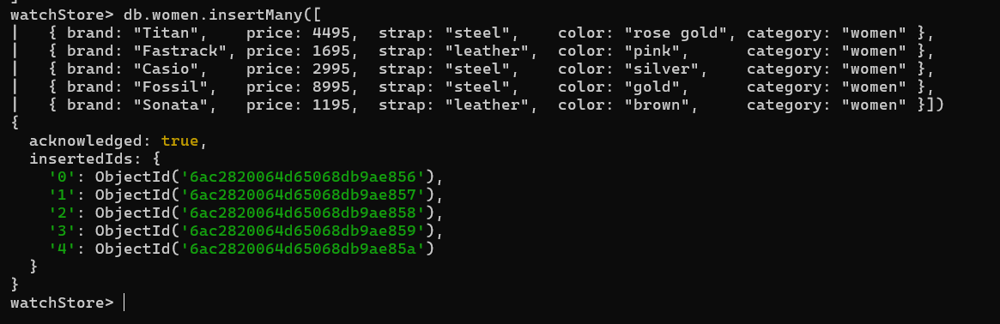 ]
watchStore> db.women.insertMany([
|   { brand: "Titan",    price: 4495,  strap: "steel",    color: "rose gold", category: "women" },
|   { brand: "Fastrack", price: 1695,  strap: "leather",  color: "pink",      category: "women" },
|   { brand: "Casio",    price: 2995,  strap: "steel",    color: "silver",    category: "women" },
|   { brand: "Fossil",   price: 8995,  strap: "steel",    color: "gold",      category: "women" },
|   { brand: "Sonata",   price: 1195,  strap: "leather",  color: "brown",     category: "women" }])
{
  acknowledged: true,
  insertedIds: {
    '0': ObjectId('6ac2820064d65068db9ae856'),
    '1': ObjectId('6ac2820064d65068db9ae857'),
    '2': ObjectId('6ac2820064d65068db9ae858'),
    '3': ObjectId('6ac2820064d65068db9ae859'),
    '4': ObjectId('6ac2820064d65068db9ae85a')
  }
}
watchStore>